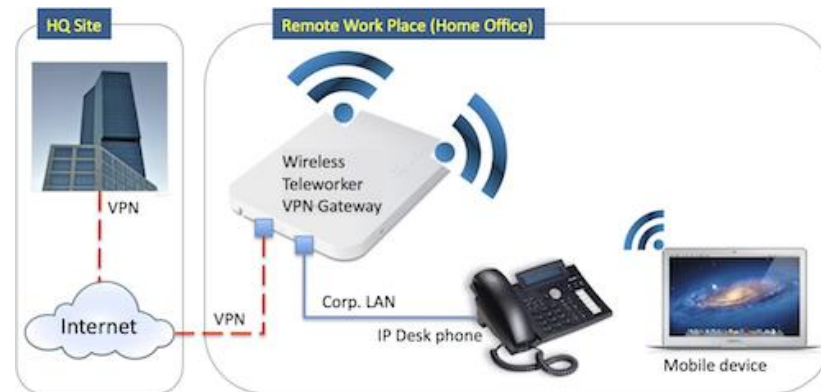 HQ Site
Remote Work Place (Home Office)
Wireless
Teleworker
VPN Gateway
VPN
Internet
VPN
Corp. LAN
IP Desk phone
Mobile device